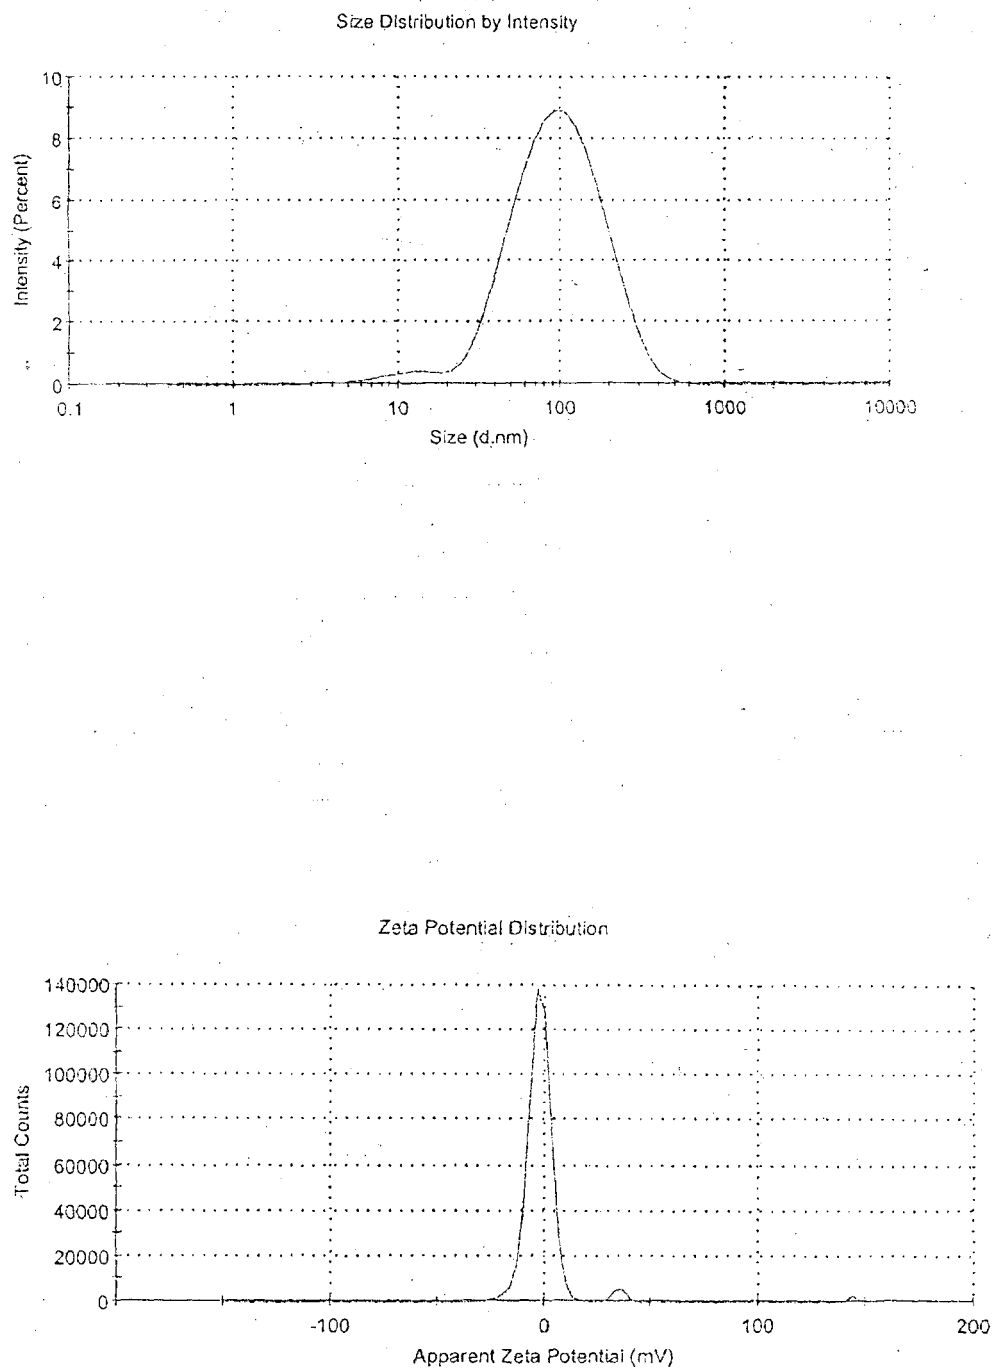 Size Distribution by Intensity
10
8
6
4
2
0
Intensity (Percent)
0.1 1 10 100 1000 10000
Size (d.nm)
Zeta Potential Distribution
140000
120000
100000
80000
60000
40000
20000
0
Total Counts
-100 0 100 200
Apparent Zeta Potential (mV)